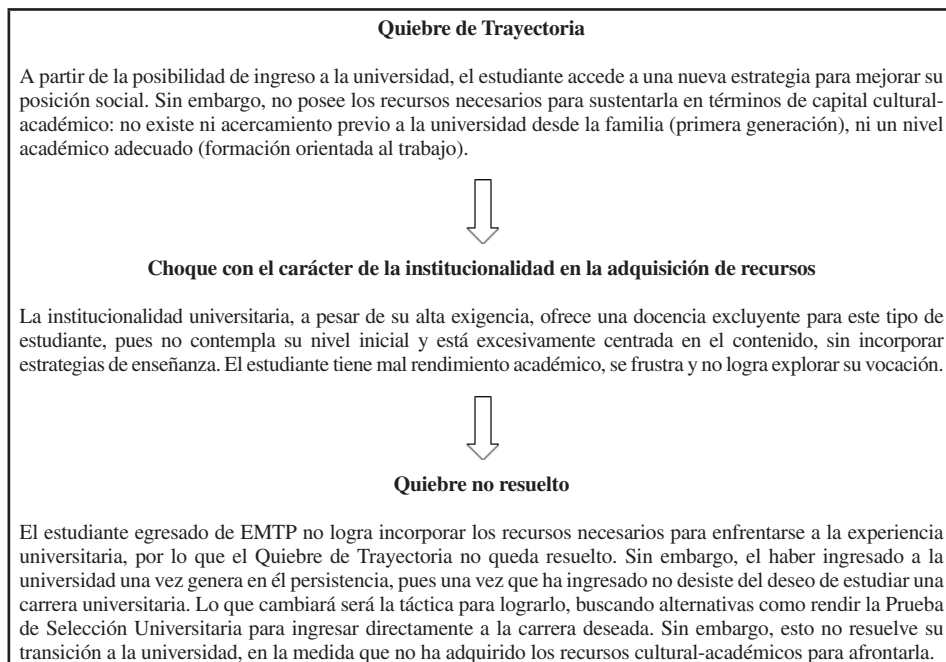 Quiebre de Trayectoria
A partir de la posibilidad de ingreso a la universidad, el estudiante accede a una nueva estrategia para mejorar su
posición social. Sin embargo, no posee los recursos necesarios para sustentarla en términos de capital cultural-
académico: no existe ni acercamiento previo a la universidad desde la familia (primera generación), ni un nivel
académico adecuado (formación orientada al trabajo).
Choque con el carácter de la institucionalidad en la adquisición de recursos
La institucionalidad universitaria, a pesar de su alta exigencia, ofrece una docencia excluyente para este tipo de
estudiante, pues no contempla su nivel inicial y está excesivamente centrada en el contenido, sin incorporar
estrategias de enseñanza. El estudiante tiene mal rendimiento académico, se frustra y no logra explorar su vocación.
Quiebre no resuelto
El estudiante egresado de EMTP no logra incorporar los recursos necesarios para enfrentarse a la experiencia
universitaria, por lo que el Quiebre de Trayectoria no queda resuelto. Sin embargo, el haber ingresado a la
universidad una vez genera en él persistencia, pues una vez que ha ingresado no desiste del deseo de estudiar una
carrera universitaria. Lo que cambiará será la táctica para lograrlo, buscando alternativas como rendir la Prueba
de Selección Universitaria para ingresar directamente a la carrera deseada. Sin embargo, esto no resuelve su
transición a la universidad, en la medida que no ha adquirido los recursos cultural-académicos para afrontarla.